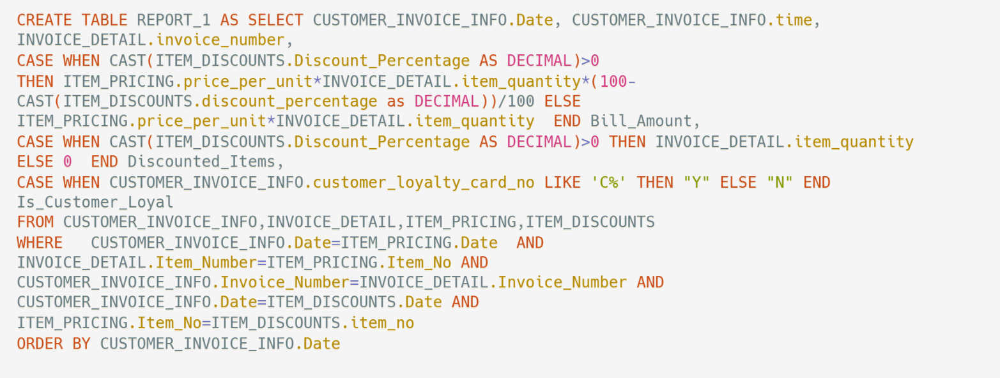 CREATE TABLE REPORT_1 AS SELECT CUSTOMER_INVOICE_INFO.Date, CUSTOMER_INVOICE_INFO.time,
INVOICE_DETAIL.invoice_number,
CASE WHEN CAST(ITEM_DISCOUNTS.Discount_Percentage AS DECIMAL)>0
THEN ITEM_PRICING.price_per_unit*INVOICE_DETAIL.item_quantity*(100-
CAST(ITEM_DISCOUNTS.discount_percentage as DECIMAL))/100 ELSE
ITEM_PRICING.price_per_unit*INVOICE_DETAIL.item_quantity  END Bill_Amount,
CASE WHEN CAST(ITEM_DISCOUNTS.Discount_Percentage AS DECIMAL)>0 THEN INVOICE_DETAIL.item_quantity
ELSE 0  END Discounted_Items,
CASE WHEN CUSTOMER_INVOICE_INFO.customer_loyalty_card_no LIKE 'C%' THEN "Y" ELSE "N" END
Is_Customer_Loyal
FROM CUSTOMER_INVOICE_INFO,INVOICE_DETAIL,ITEM_PRICING,ITEM_DISCOUNTS
WHERE   CUSTOMER_INVOICE_INFO.Date=ITEM_PRICING.Date  AND
INVOICE_DETAIL.Item_Number=ITEM_PRICING.Item_No AND
CUSTOMER_INVOICE_INFO.Invoice_Number=INVOICE_DETAIL.Invoice_Number AND
CUSTOMER_INVOICE_INFO.Date=ITEM_DISCOUNTS.Date AND
ITEM_PRICING.Item_No=ITEM_DISCOUNTS.item_no
ORDER BY CUSTOMER_INVOICE_INFO.Date